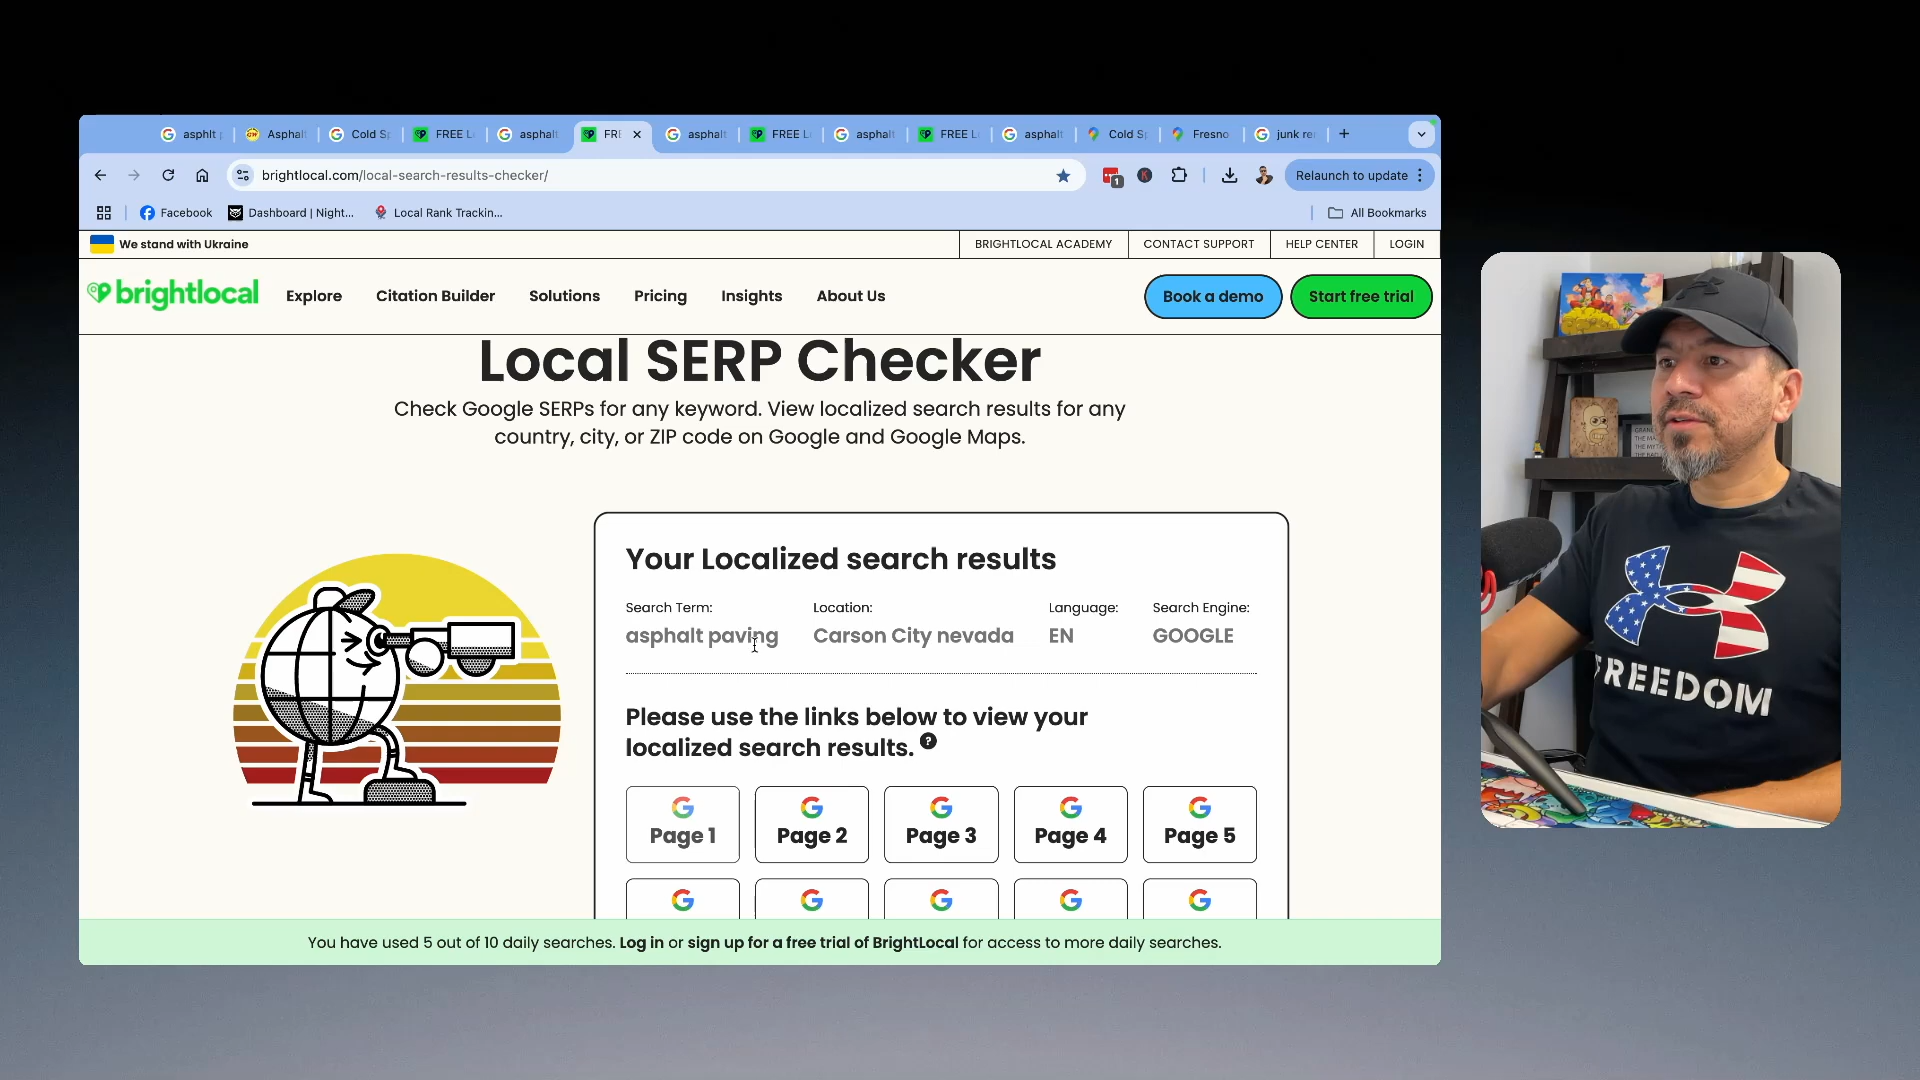 asphlt
Asphal
Cold S
FREE L
asphal
FRE
asphal
FREE L
asphal
FREE L
asphal
Cold S
Fresno
junk re
brightlocal.com/local-search-results-checker/
1
K
Relaunch to update
Facebook
Dashboard | Night...
Local Rank Trackin...
All Bookmarks
We stand with Ukraine
BRIGHTLOCAL ACADEMY
CONTACT SUPPORT
HELP CENTER
LOGIN
brightlocal
Explore
Citation Builder
Solutions
Pricing
Insights
About Us
Book a demo
Start free trial
Local SERP Checker
Check Google SERPs for any keyword. View localized search results for any
country, city, or ZIP code on Google and Google Maps.
Your Localized search results
Search Term:
Location:
Language:
Search Engine:
asphalt paving
Carson City nevada
EN
GOOGLE
Please use the links below to view your
localized search results. ?
Page 1
Page 2
Page 3
Page 4
Page 5
You have used 5 out of 10 daily searches. Log in or sign up for a free trial of BrightLocal for access to more daily searches.
FREEDOM